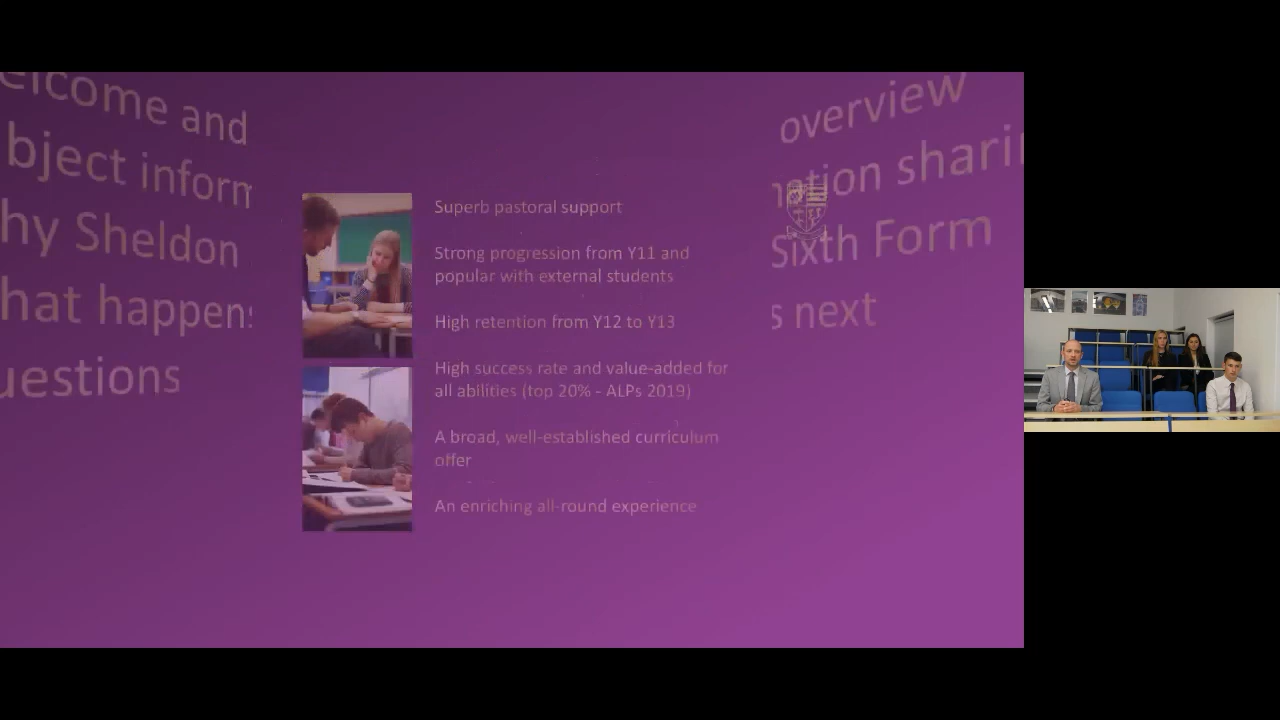 elcome and
bject inform
hy Sheldon
hat happens
uestions
Superb pastoral support
Strong progression from Y11 and
popular with external students
High retention from Y12 to Y13
High success rate and value-added for
all abilities (top 20% - ALPs 2019)
A broad, well-established curriculum
offer
An enriching all-round experience
overview
ation sharin
Sixth Form
s next